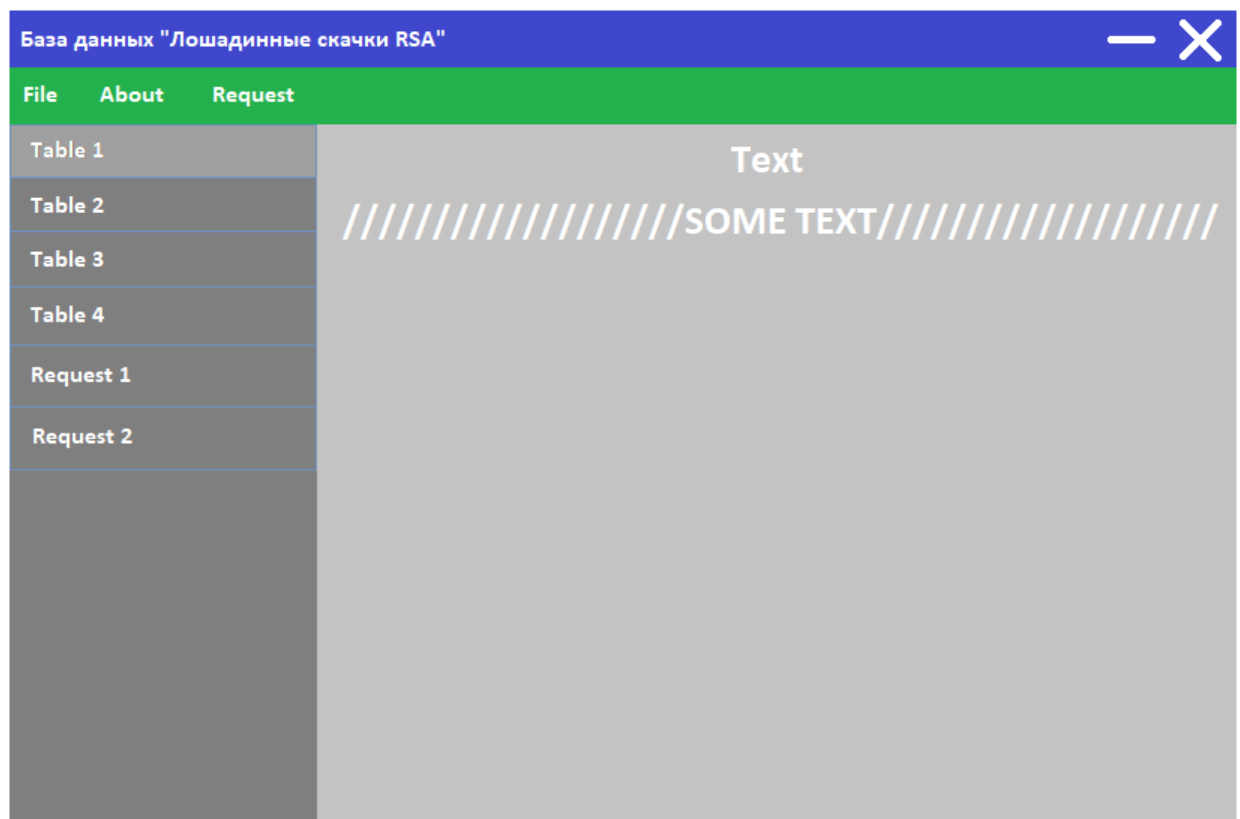 База данных "Лошадинные скачки RSA"
File About Request
Table 1
Table 2
Table 3
Table 4
Request 1
Request 2
Text
///////////////////SOME TEXT///////////////////